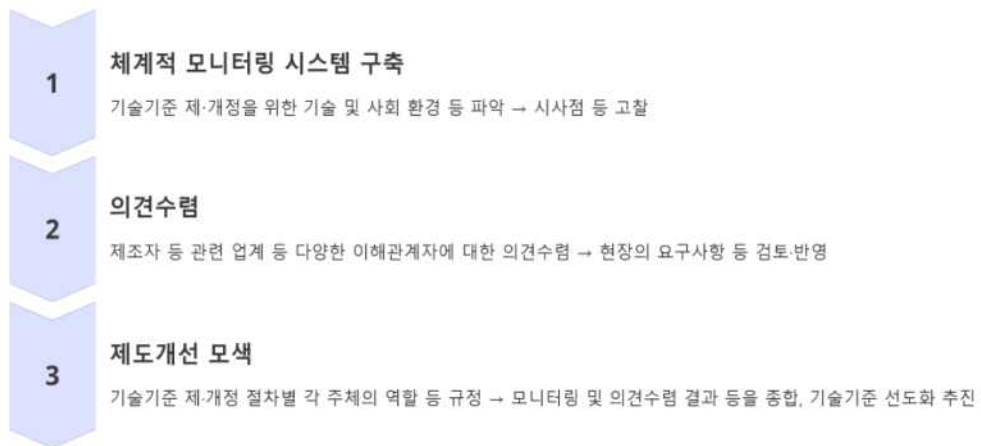 1
체계적 모니터링 시스템 구축
기술기준 제·개정을 위한 기술 및 사회 환경 등 파악 → 시사점 등 고찰
2
의견수렴
제조자 등 관련 업계 등 다양한 이해관계자에 대한 의견수렴 → 현장의 요구사항 등 검토·반영
3
제도개선 모색
기술기준 제·개정 절차별 각 주체의 역할 등 규정 → 모니터링 및 의견수렴 결과 등을 종합, 기술기준 선도화 추진